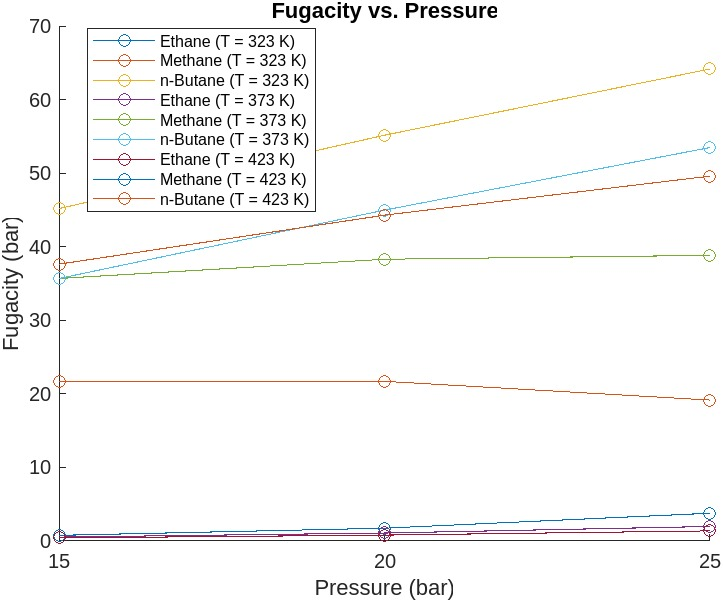 Fugacity vs. Pressure
70
60
50
40
30
20
10
0
Fugacity (bar)
Ethane (T = 323 K)
Methane (T = 323 K)
n-Butane (T = 323 K)
Ethane (T = 373 K)
Methane (T = 373 K)
n-Butane (T = 373 K)
Ethane (T = 423 K)
Methane (T = 423 K)
n-Butane (T = 423 K)
15 20 25
Pressure (bar)